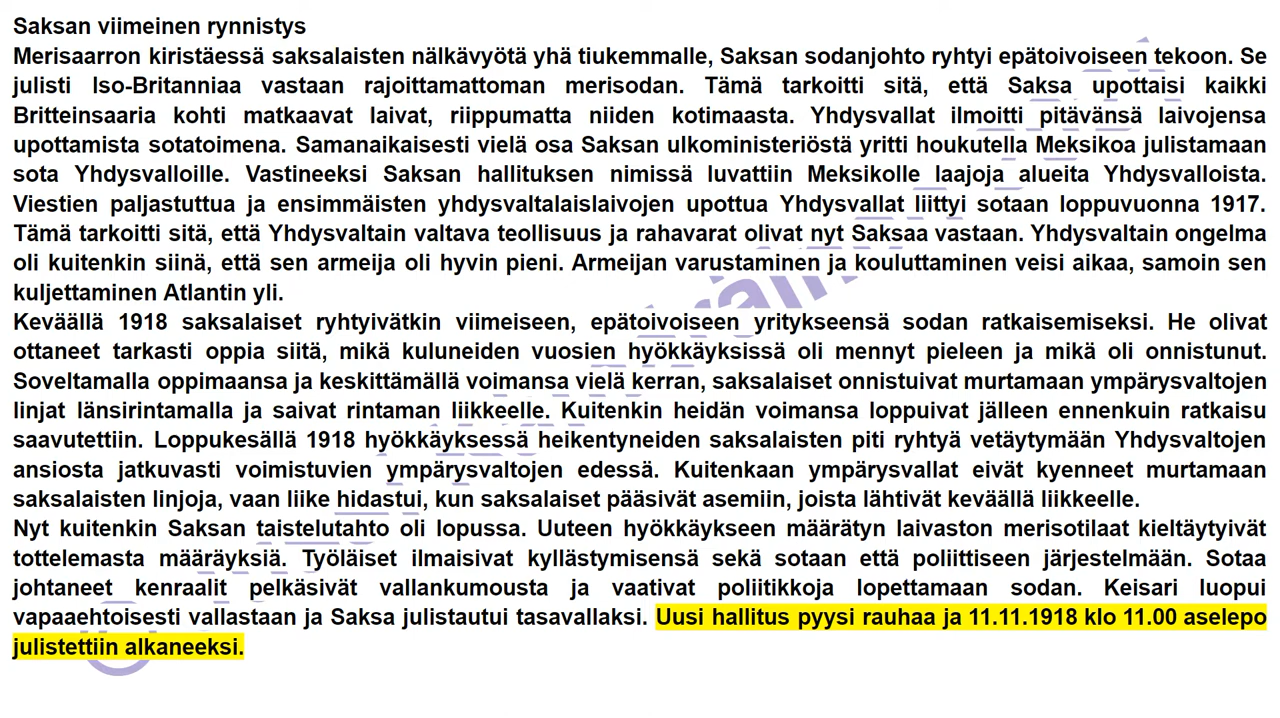 Saksan viimeinen rynnistys
Merisaarron kiristäessä saksalaisten nälkävyötä yhä tiukemmalle, Saksan sodanjohto ryhtyi epätoivoiseen tekoon. Se
julisti Iso-Britanniaa vastaan rajoittamattoman merisodan. Tämä tarkoitti sitä, että Saksa upottaisi kaikki
Britteinsaaria kohti matkaavat laivat, riippumatta niiden kotimaasta. Yhdysvallat ilmoitti pitävänsä laivojensa
upottamista sotatoimena. Samanaikaisesti vielä osa Saksan ulkoministeriöstä yritti houkutella Meksikoa julistamaan
sota Yhdysvalloille. Vastineeksi Saksan hallituksen nimissä luvattiin Meksikolle laajoja alueita Yhdysvalloista.
Viestien paljastuttua ja ensimmäisten yhdysvaltalaislaivojen upottua Yhdysvallat liittyi sotaan loppuvuonna 1917.
Tämä tarkoitti sitä, että Yhdysvaltain valtava teollisuus ja rahavarat olivat nyt Saksaa vastaan. Yhdysvaltain ongelma
oli kuitenkin siinä, että sen armeija oli hyvin pieni. Armeijan varustaminen ja kouluttaminen veisi aikaa, samoin sen
kuljettaminen Atlantin yli.
Keväällä 1918 saksalaiset ryhtyivätkin viimeiseen, epätoivoiseen yritykseensä sodan ratkaisemiseksi. He olivat
ottaneet tarkasti oppia siitä, mikä kuluneiden vuosien hyökkäyksissä oli mennyt pieleen ja mikä oli onnistunut.
Soveltamalla oppimaansa ja keskittämällä voimansa vielä kerran, saksalaiset onnistuivat murtamaan ympärysvaltojen
linjat länsirintamalla ja saivat rintaman liikkeelle. Kuitenkin heidän voimansa loppuivat jälleen ennenkuin ratkaisu
saavutettiin. Loppukesällä 1918 hyökkäyksessä heikentyneiden saksalaisten piti ryhtyä vetäytymään Yhdysvaltojen
ansiosta jatkuvasti voimistuvien ympärysvaltojen edessä. Kuitenkaan ympärysvallat eivät kyenneet murtamaan
saksalaisten linjoja, vaan liike hidastui, kun saksalaiset pääsivät asemiin, joista lähtivät keväällä liikkeelle.
Nyt kuitenkin Saksan taistelutahto oli lopussa. Uuteen hyökkäykseen määrätyn laivaston merisotilaat kieltäytyivät
tottelemasta määräyksiä. Työläiset ilmaisivat kyllästymisensä sekä sotaan että poliittiseen järjestelmään. Sotaa
johtaneet kenraalit pelkäsivät vallankumousta ja vaativat poliitikkoja lopettamaan sodan. Keisari luopui
vapaaehtoisesti vallastaan ja Saksa julistautui tasavallaksi. Uusi hallitus pyysi rauhaa ja 11.11.1918 klo 11.00 aselepo
julistettiin alkaneeksi.